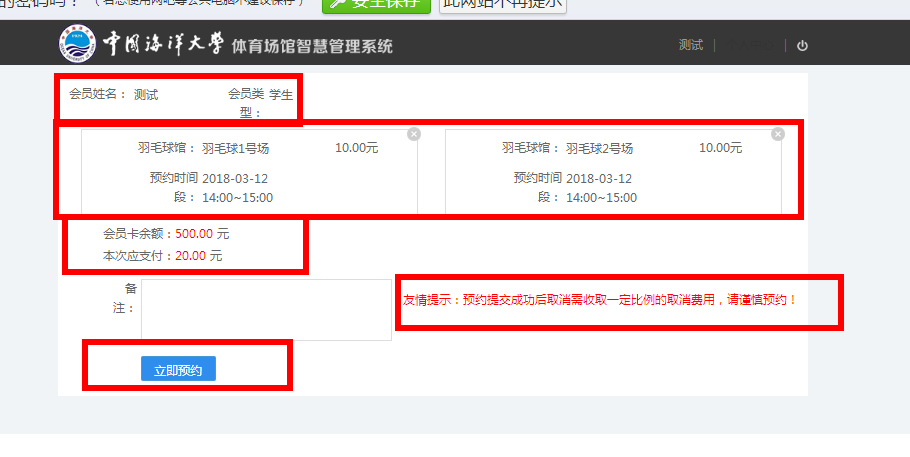 的密码吗？ （若您使用网吧等公共电脑不建议保存） 安全保存 此网站不再提示
中国海洋大学 体育场馆智慧管理系统 测试
会员姓名： 测试 会员类型： 学生
羽毛球馆： 羽毛球1号场 10.00元
预约时间段： 2018-03-12 14:00~15:00
羽毛球馆： 羽毛球2号场 10.00元
预约时间段： 2018-03-12 14:00~15:00
会员卡余额：500.00 元
本次应支付：20.00 元
备注：
友情提示：预约提交成功后取消需收取一定比例的取消费用，请谨慎预约！
立即预约